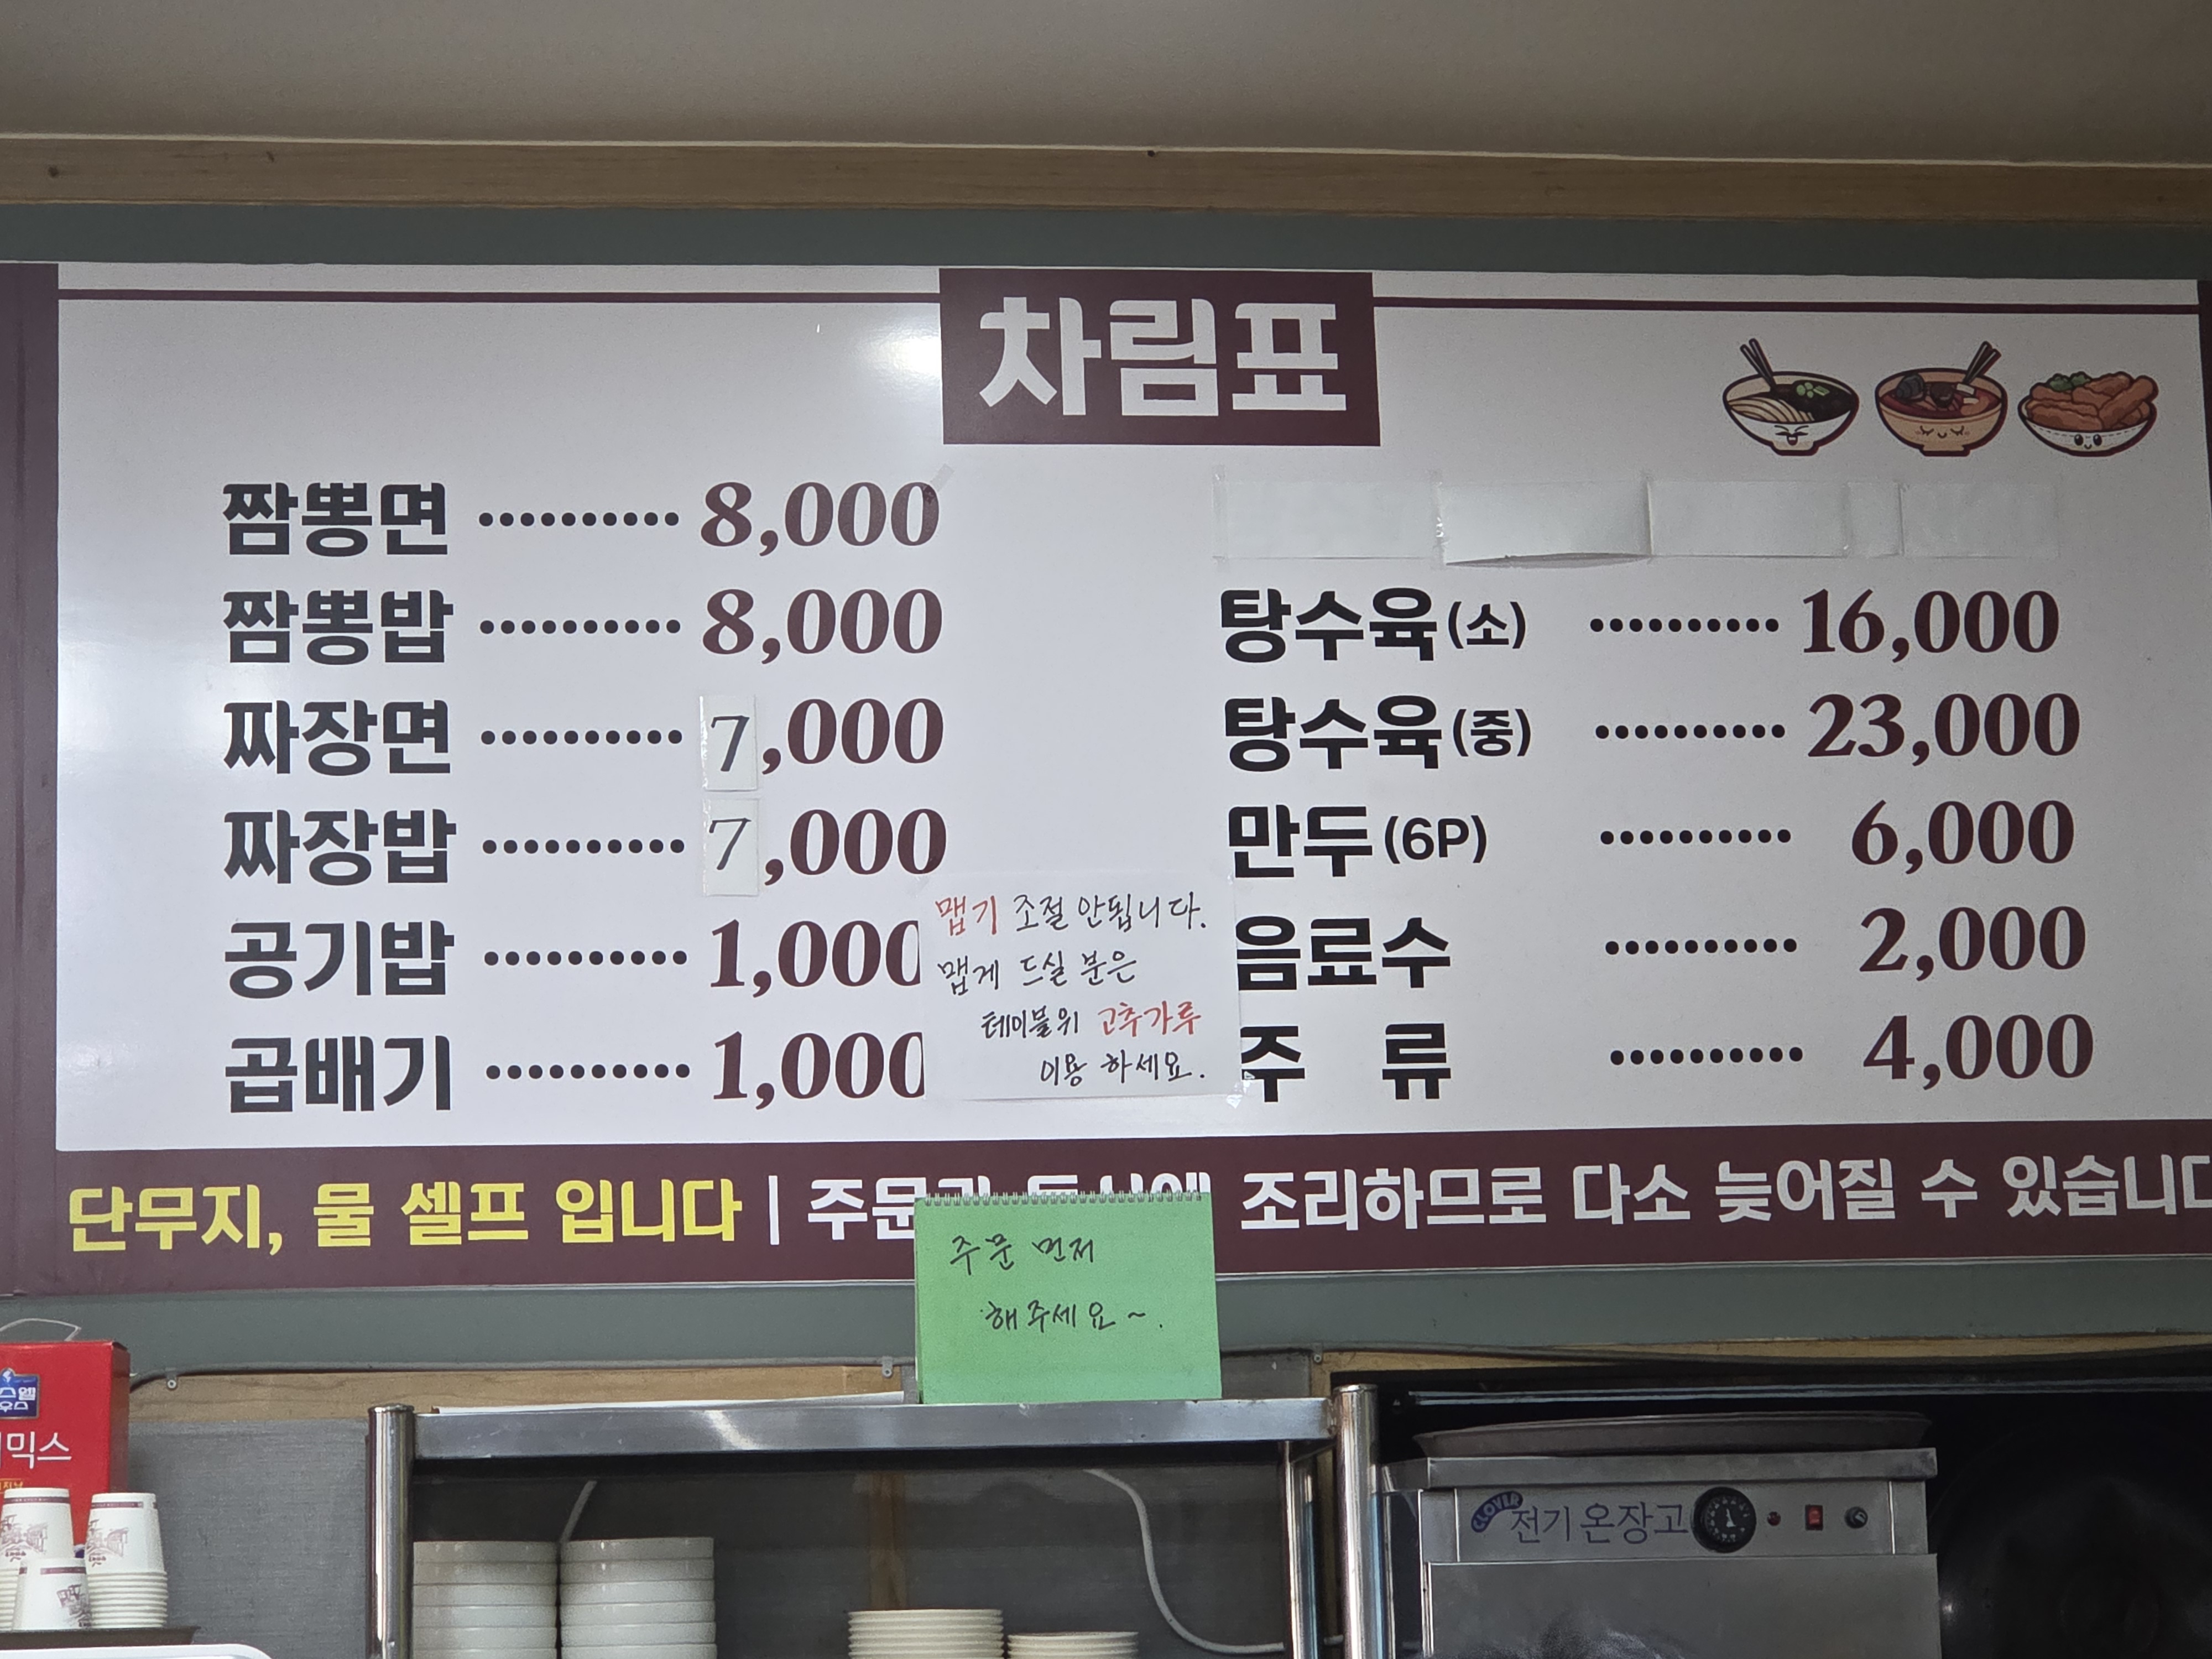 차림표
짬뽕면 ·········· 8,000
짬뽕밥 ·········· 8,000
짜장면 ·········· 7,000
짜장밥 ·········· 7,000
공기밥 ·········· 1,000
곱배기 ·········· 1,000
탕수육(소) ·········· 16,000
탕수육(중) ·········· 23,000
만두(6P) ·········· 6,000
음료수 ·········· 2,000
주 류 ·········· 4,000
맵기 조절 안됩니다.
맵게 드실 분은
테이블위 고추가루
이용 하세요.
단무지, 물 셀프 입니다 | 조리하므로 다소 늦어질 수 있습니다
주문 먼저
해주세요~.
믹스
CLOVER 전기온장고